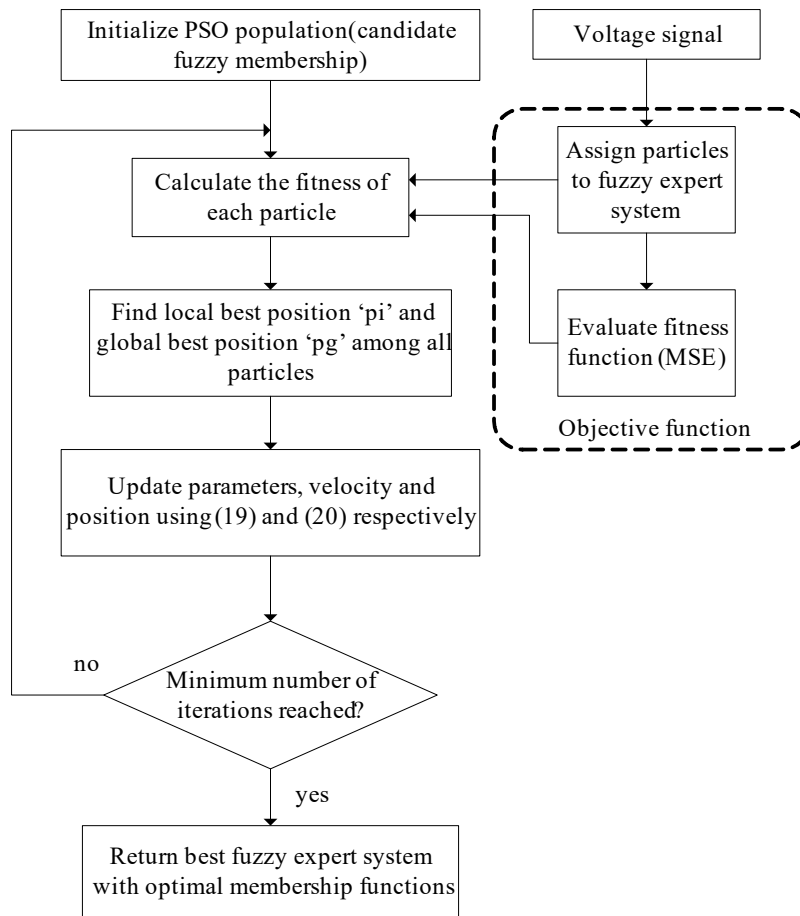 Initialize PSO population(candidate
fuzzy membership)
Voltage signal
Calculate the fitness of
each particle
Assign particles
to fuzzy expert
system
Find local best position ‘pi’ and
global best position ‘pg’ among all
particles
Evaluate fitness
function (MSE)
Objective function
Update parameters, velocity and
position using (19) and (20) respectively
no
Minimum number of
iterations reached?
yes
Return best fuzzy expert system
with optimal membership functions